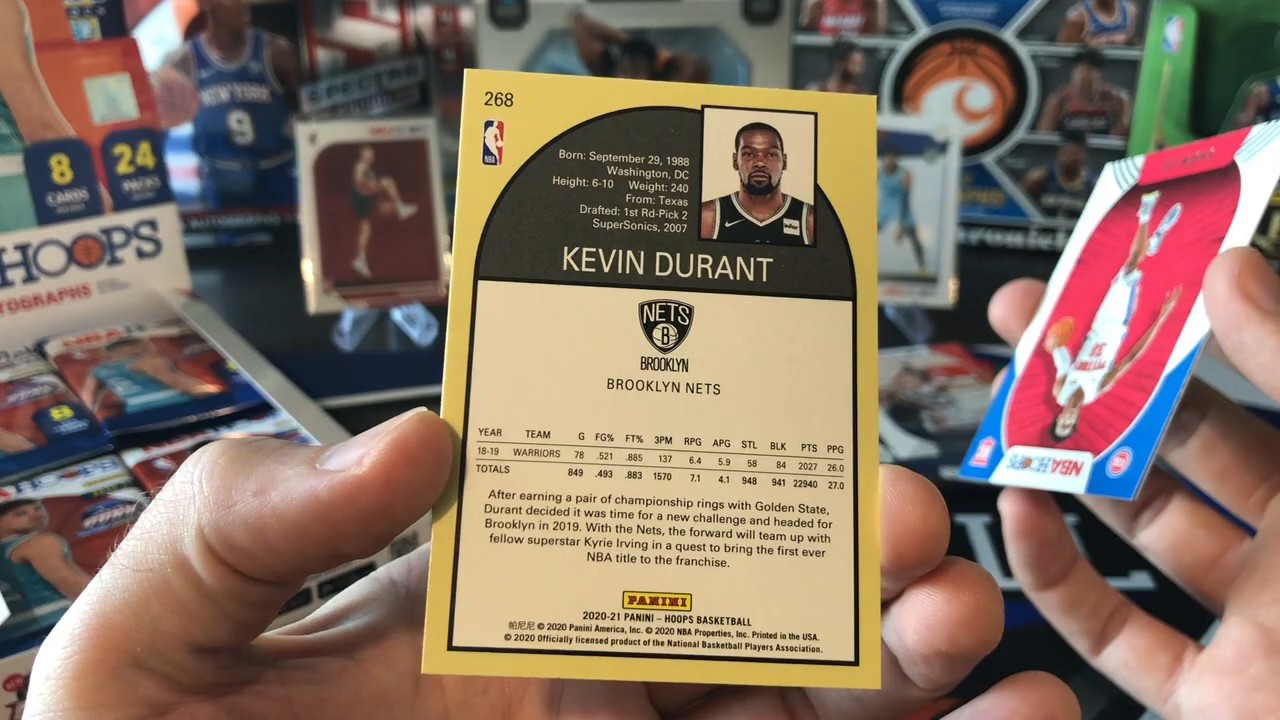 268
NBA
Born: September 29, 1988
Washington, DC
Height: 6-10 Weight: 240
From: Texas
Drafted: 1st Rd-Pick 2
SuperSonics, 2007
KEVIN DURANT
NETS
B
BROOKLYN
BROOKLYN NETS
YEAR TEAM G FG% FT% 3PM RPG APG STL BLK PTS PPG
18-19 WARRIORS 78 .521 .885 137 6.4 5.9 58 84 2027 26.0
TOTALS 849 .493 .883 1570 7.1 4.1 948 941 22940 27.0
After earning a pair of championship rings with Golden State,
Durant decided it was time for a new challenge and headed for
Brooklyn in 2019. With the Nets, the forward will team up with
fellow superstar Kyrie Irving in a quest to bring the first ever
NBA title to the franchise.
PANINI
2020-21 PANINI – HOOPS BASKETBALL
帕尼尼 © 2020 Panini America, Inc. © 2020 NBA Properties, Inc. Printed in the USA.
© 2020 Officially licensed product of the National Basketball Players Association.
8
CARDS
24
PACKS
HOOPS
AUTOGRAPHS
NEW YORK
9
SPECTRA
8
HOOPS
NBA HOOPS